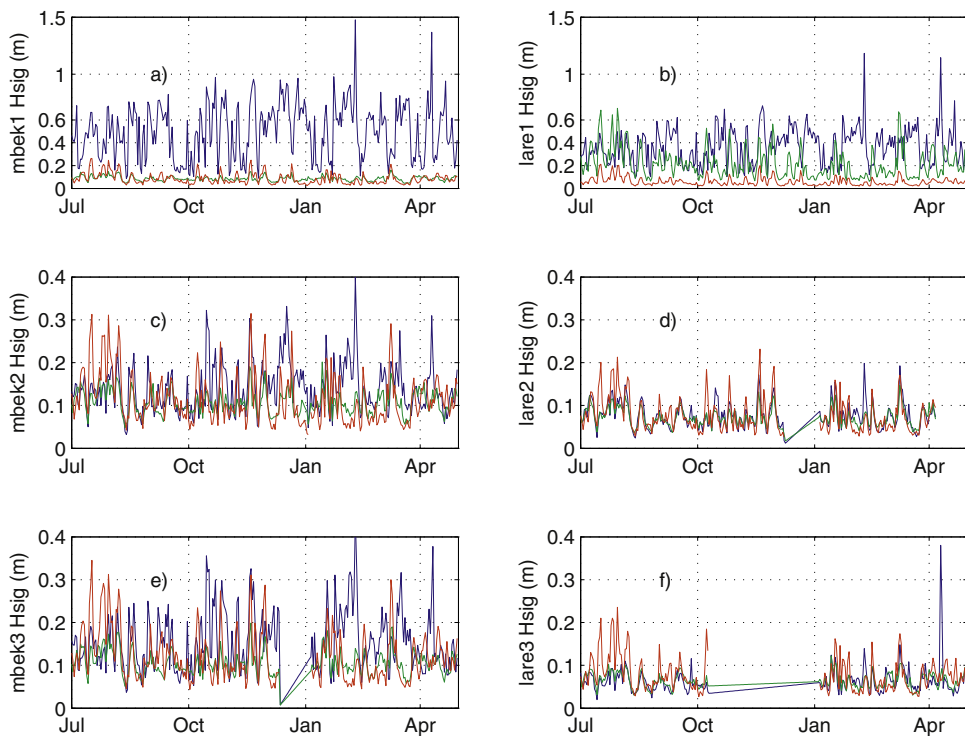 1.5
1
0.6
0.4
0.2
0
mbek1 Hsig (m)
a)
Jul Oct Jan Apr
1.5
1
0.6
0.4
0.2
0
lare1 Hsig (m)
b)
Jul Oct Jan Apr
0.4
0.3
0.2
0.1
0
mbek2 Hsig (m)
c)
Jul Oct Jan Apr
0.4
0.3
0.2
0.1
0
lare2 Hsig (m)
d)
Jul Oct Jan Apr
0.4
0.3
0.2
0.1
0
mbek3 Hsig (m)
e)
Jul Oct Jan Apr
0.4
0.3
0.2
0.1
0
lare3 Hsig (m)
f)
Jul Oct Jan Apr